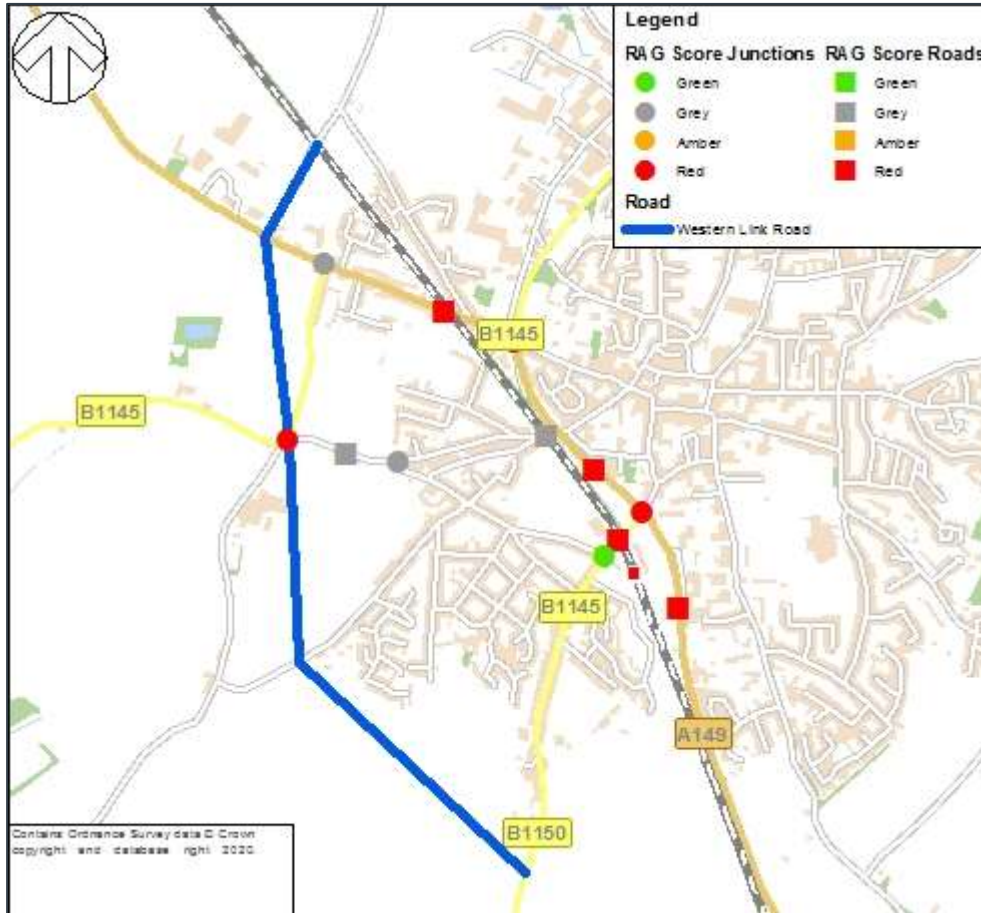 Legend
RAG Score Junctions RAG Score Roads
Green Green
Grey Grey
Amber Amber
Red Red
Road
Western Link Road
B1145
B1145
B1145
A149
B1150
Contains Ordnance Survey data © Crown
copyright and database right 2020.